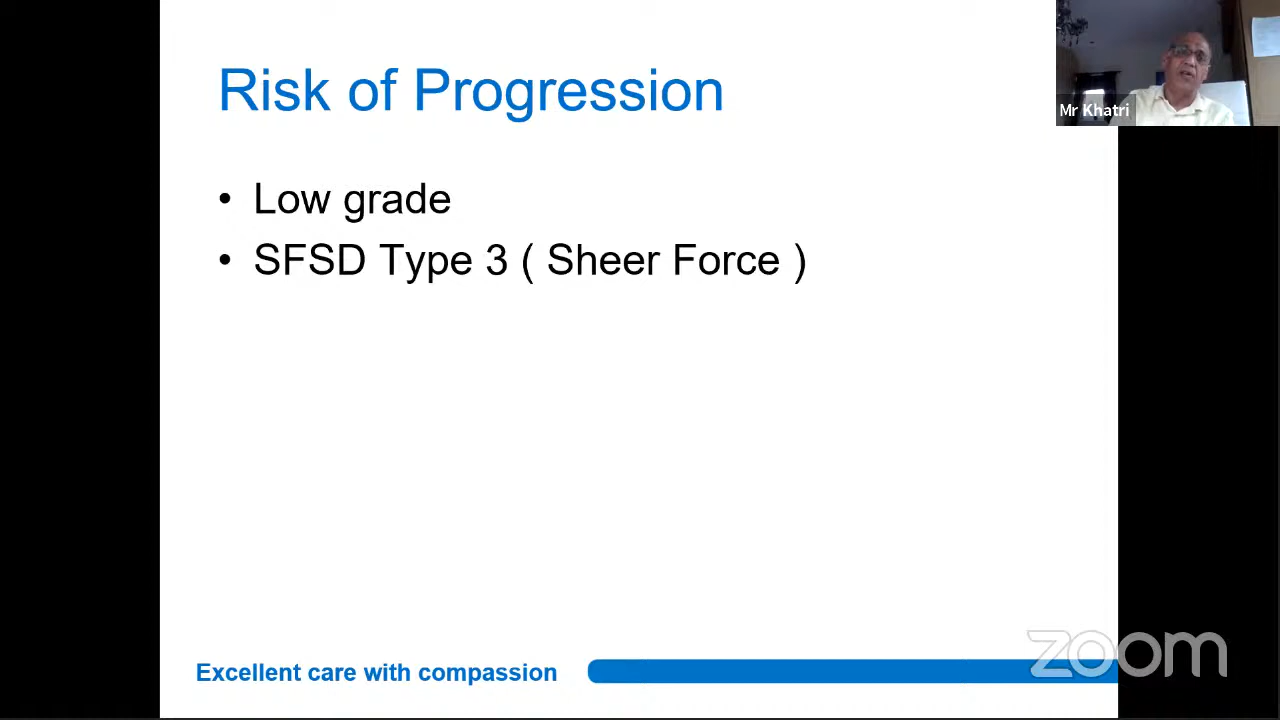 Risk of Progression
Mr Khatri
• Low grade
• SFSD Type 3 ( Sheer Force )
Excellent care with compassion
zoom